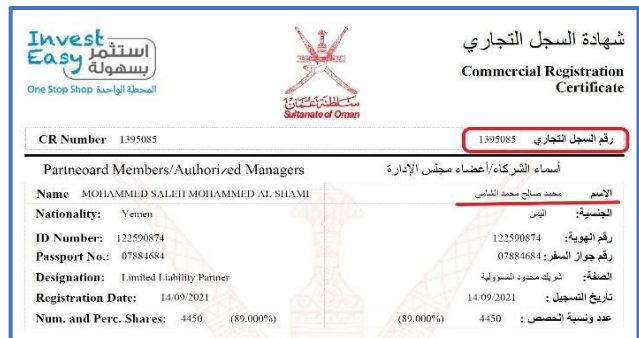 Invest
Easy
استثمر
بسهولة
One Stop Shop المحطة الواحدة
سلطنة عُمان
Sultanate of Oman
شهادة السجل التجاري
Commercial Registration
Certificate
CR Number 1395085 1395085 رقم السجل التجاري
Partneoard Members/Authorized Managers أسماء الشركاء/أعضاء مجلس الإدارة
Name MOHAMMED SALEH MOHAMMED AL SHAMI محمد صالح محمد الشامي الاسم
Nationality: Yemen اليمن الجنسية:
ID Number: 122590874 122590874 رقم الهوية:
Passport No.: 07884684 07884684 رقم جواز السفر:
Designation: Limited Liability Partner شريك محدود المسؤولية الصفة:
Registration Date: 14/09/2021 14/09/2021 تاريخ التسجيل :
Num. and Perc. Shares: 4450 (89.000%) (89.000%) 4450 عدد ونسبة الحصص :